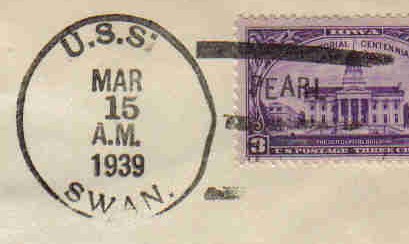 U.S.S.
MAR
15
A.M.
1939
SWAN.
IOWA
CENTENNIAL
PEARL
3
U S POSTAGE THREE CENTS